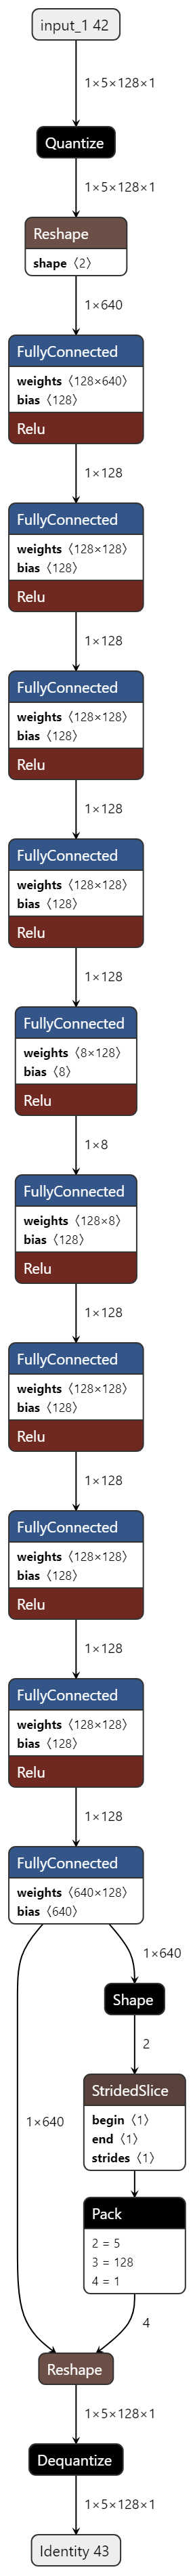 input_1 42
1×5×128×1
Quantize
1×5×128×1
Reshape
shape〈2〉
1×640
FullyConnected
weights〈128×640〉
bias〈128〉
Relu
1×128
FullyConnected
weights〈128×128〉
bias〈128〉
Relu
1×128
FullyConnected
weights〈128×128〉
bias〈128〉
Relu
1×128
FullyConnected
weights〈128×128〉
bias〈128〉
Relu
1×128
FullyConnected
weights〈8×128〉
bias〈8〉
Relu
1×8
FullyConnected
weights〈128×8〉
bias〈128〉
Relu
1×128
FullyConnected
weights〈128×128〉
bias〈128〉
Relu
1×128
FullyConnected
weights〈128×128〉
bias〈128〉
Relu
1×128
FullyConnected
weights〈128×128〉
bias〈128〉
Relu
1×128
FullyConnected
weights〈640×128〉
bias〈640〉
1×640
Shape
2
1×640
StridedSlice
begin〈1〉
end〈1〉
strides〈1〉
Pack
2 = 5
3 = 128
4 = 1
4
Reshape
1×5×128×1
Dequantize
1×5×128×1
Identity 43